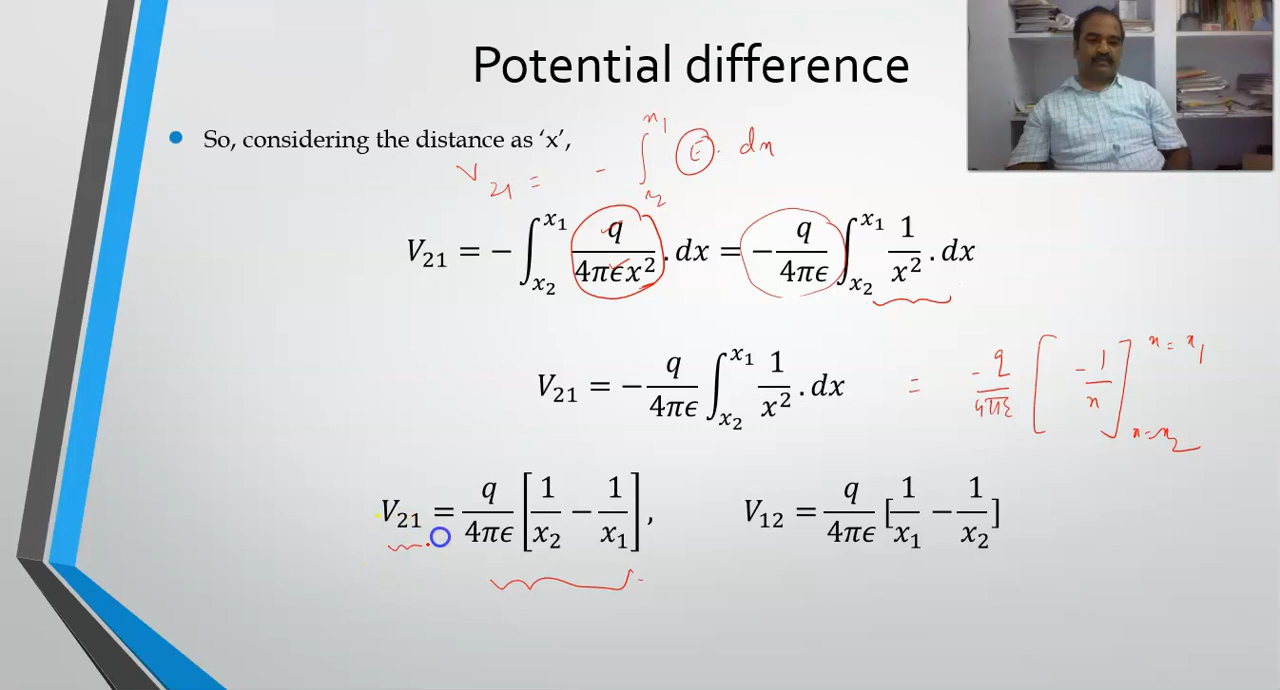 Potential difference
So, considering the distance as ‘x’,
V₂₁ = - ∫_{x₂}^{x₁} E . dx
V₂₁ = − ∫_{x₂}^{x₁} q/(4πϵx²) . dx = − q/(4πϵ) ∫_{x₂}^{x₁} 1/x² . dx
V₂₁ = − q/(4πϵ) ∫_{x₂}^{x₁} 1/x² . dx = -q/(4πε) [-1/x]_{x=x₂}^{x=x₁}
V₂₁ = q/(4πϵ) [1/x₂ − 1/x₁], V₁₂ = q/(4πϵ) [1/x₁ − 1/x₂]